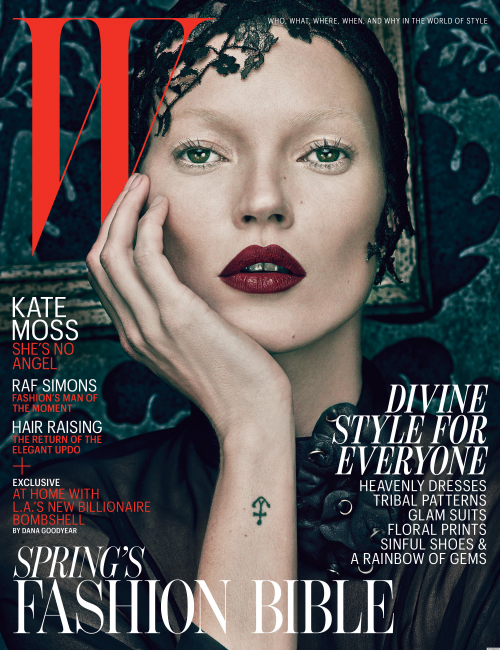 W
WHO, WHAT, WHERE, WHEN, AND WHY IN THE WORLD OF STYLE
KATE
MOSS
SHE'S NO
ANGEL
RAF SIMONS
FASHION'S MAN OF
THE MOMENT
HAIR RAISING
THE RETURN OF THE
ELEGANT UPDO
+
EXCLUSIVE
AT HOME WITH
L.A.'S NEW BILLIONAIRE
BOMBSHELL
BY DANA GOODYEAR
DIVINE
STYLE FOR
EVERYONE
HEAVENLY DRESSES
TRIBAL PATTERNS
GLAM SUITS
FLORAL PRINTS
SINFUL SHOES &
A RAINBOW OF GEMS
SPRING'S
FASHION BIBLE